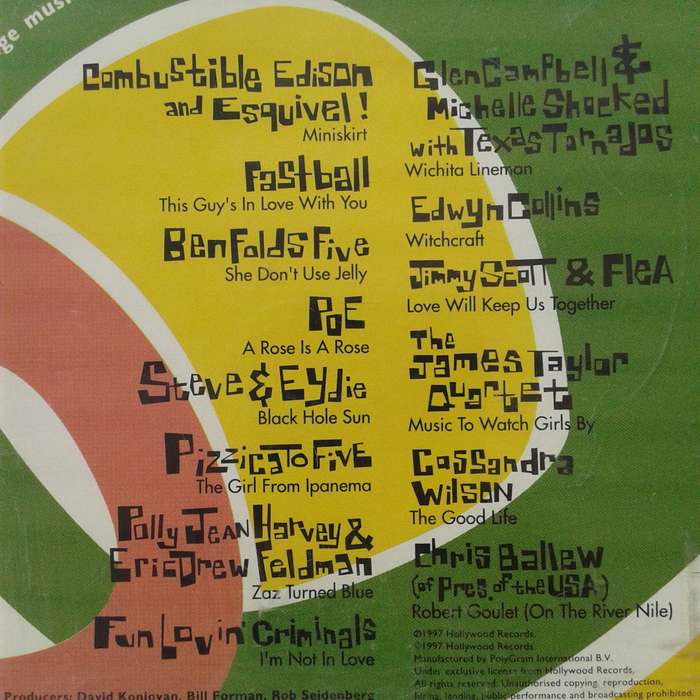 ge mus
Combustible Edison
and Esquivel!
Miniskirt
Fastball
This Guy's In Love With You
Ben Folds Five
She Don't Use Jelly
PoE
A Rose Is A Rose
Steve & Eydie
Black Hole Sun
Pizzicato Five
The Girl From Ipanema
Polly Jean Harvey &
Eric Drew Feldman
Zaz Turned Blue
Fun Lovin' Criminals
I'm Not In Love
Glen Campbell &
Michelle Shocked
with Texas Tornados
Wichita Lineman
Edwyn Collins
Witchcraft
Jimmy Scott & Flea
Love Will Keep Us Together
The
James Taylor
Quartet
Music To Watch Girls By
Cassandra
Wilson
The Good Life
Chris Ballew
(of Pres. of the USA)
Robert Goulet (On The River Nile)
℗1997 Hollywood Records.
©1997 Hollywood Records.
Manufactured by PolyGram International B.V.
Under exclusive license from Hollywood Records.
All rights reserved. Unauthorised copying, reproduction,
hiring, lending, public performance and broadcasting prohibited.
Producers: David Konjoyan, Bill Forman, Rob Seidenberg